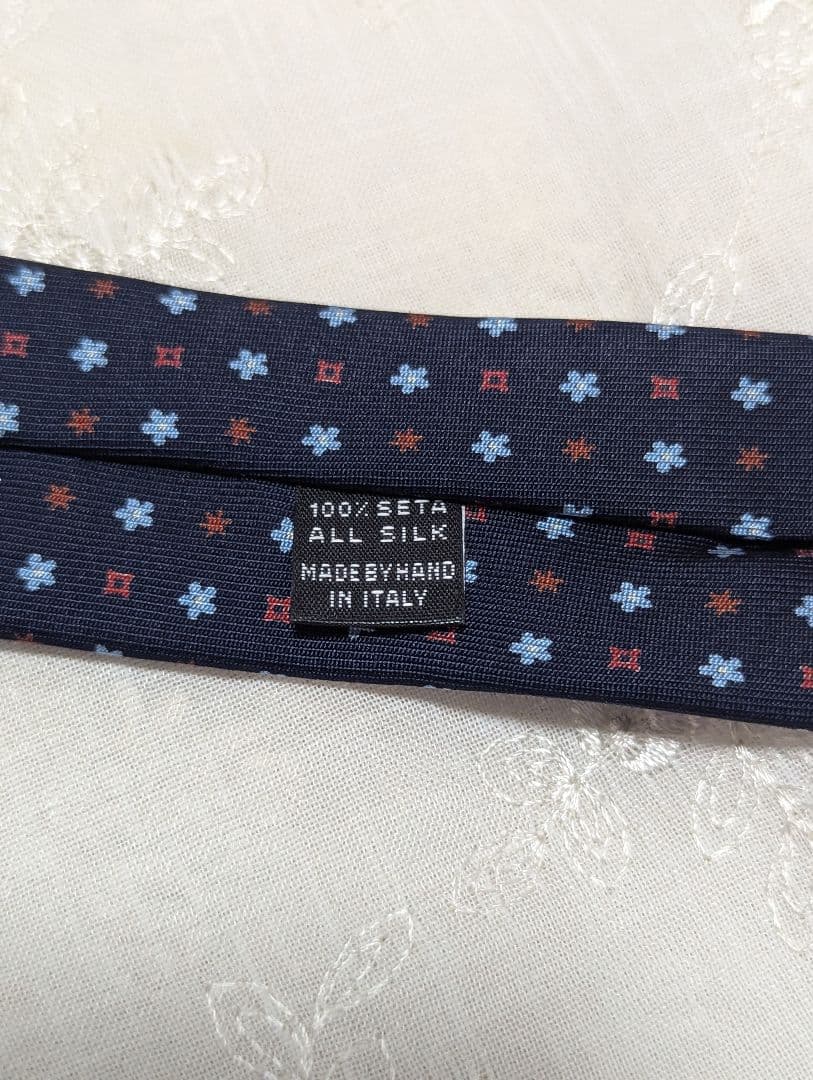 100% SETA
ALL SILK
MADE BY HAND
IN ITALY